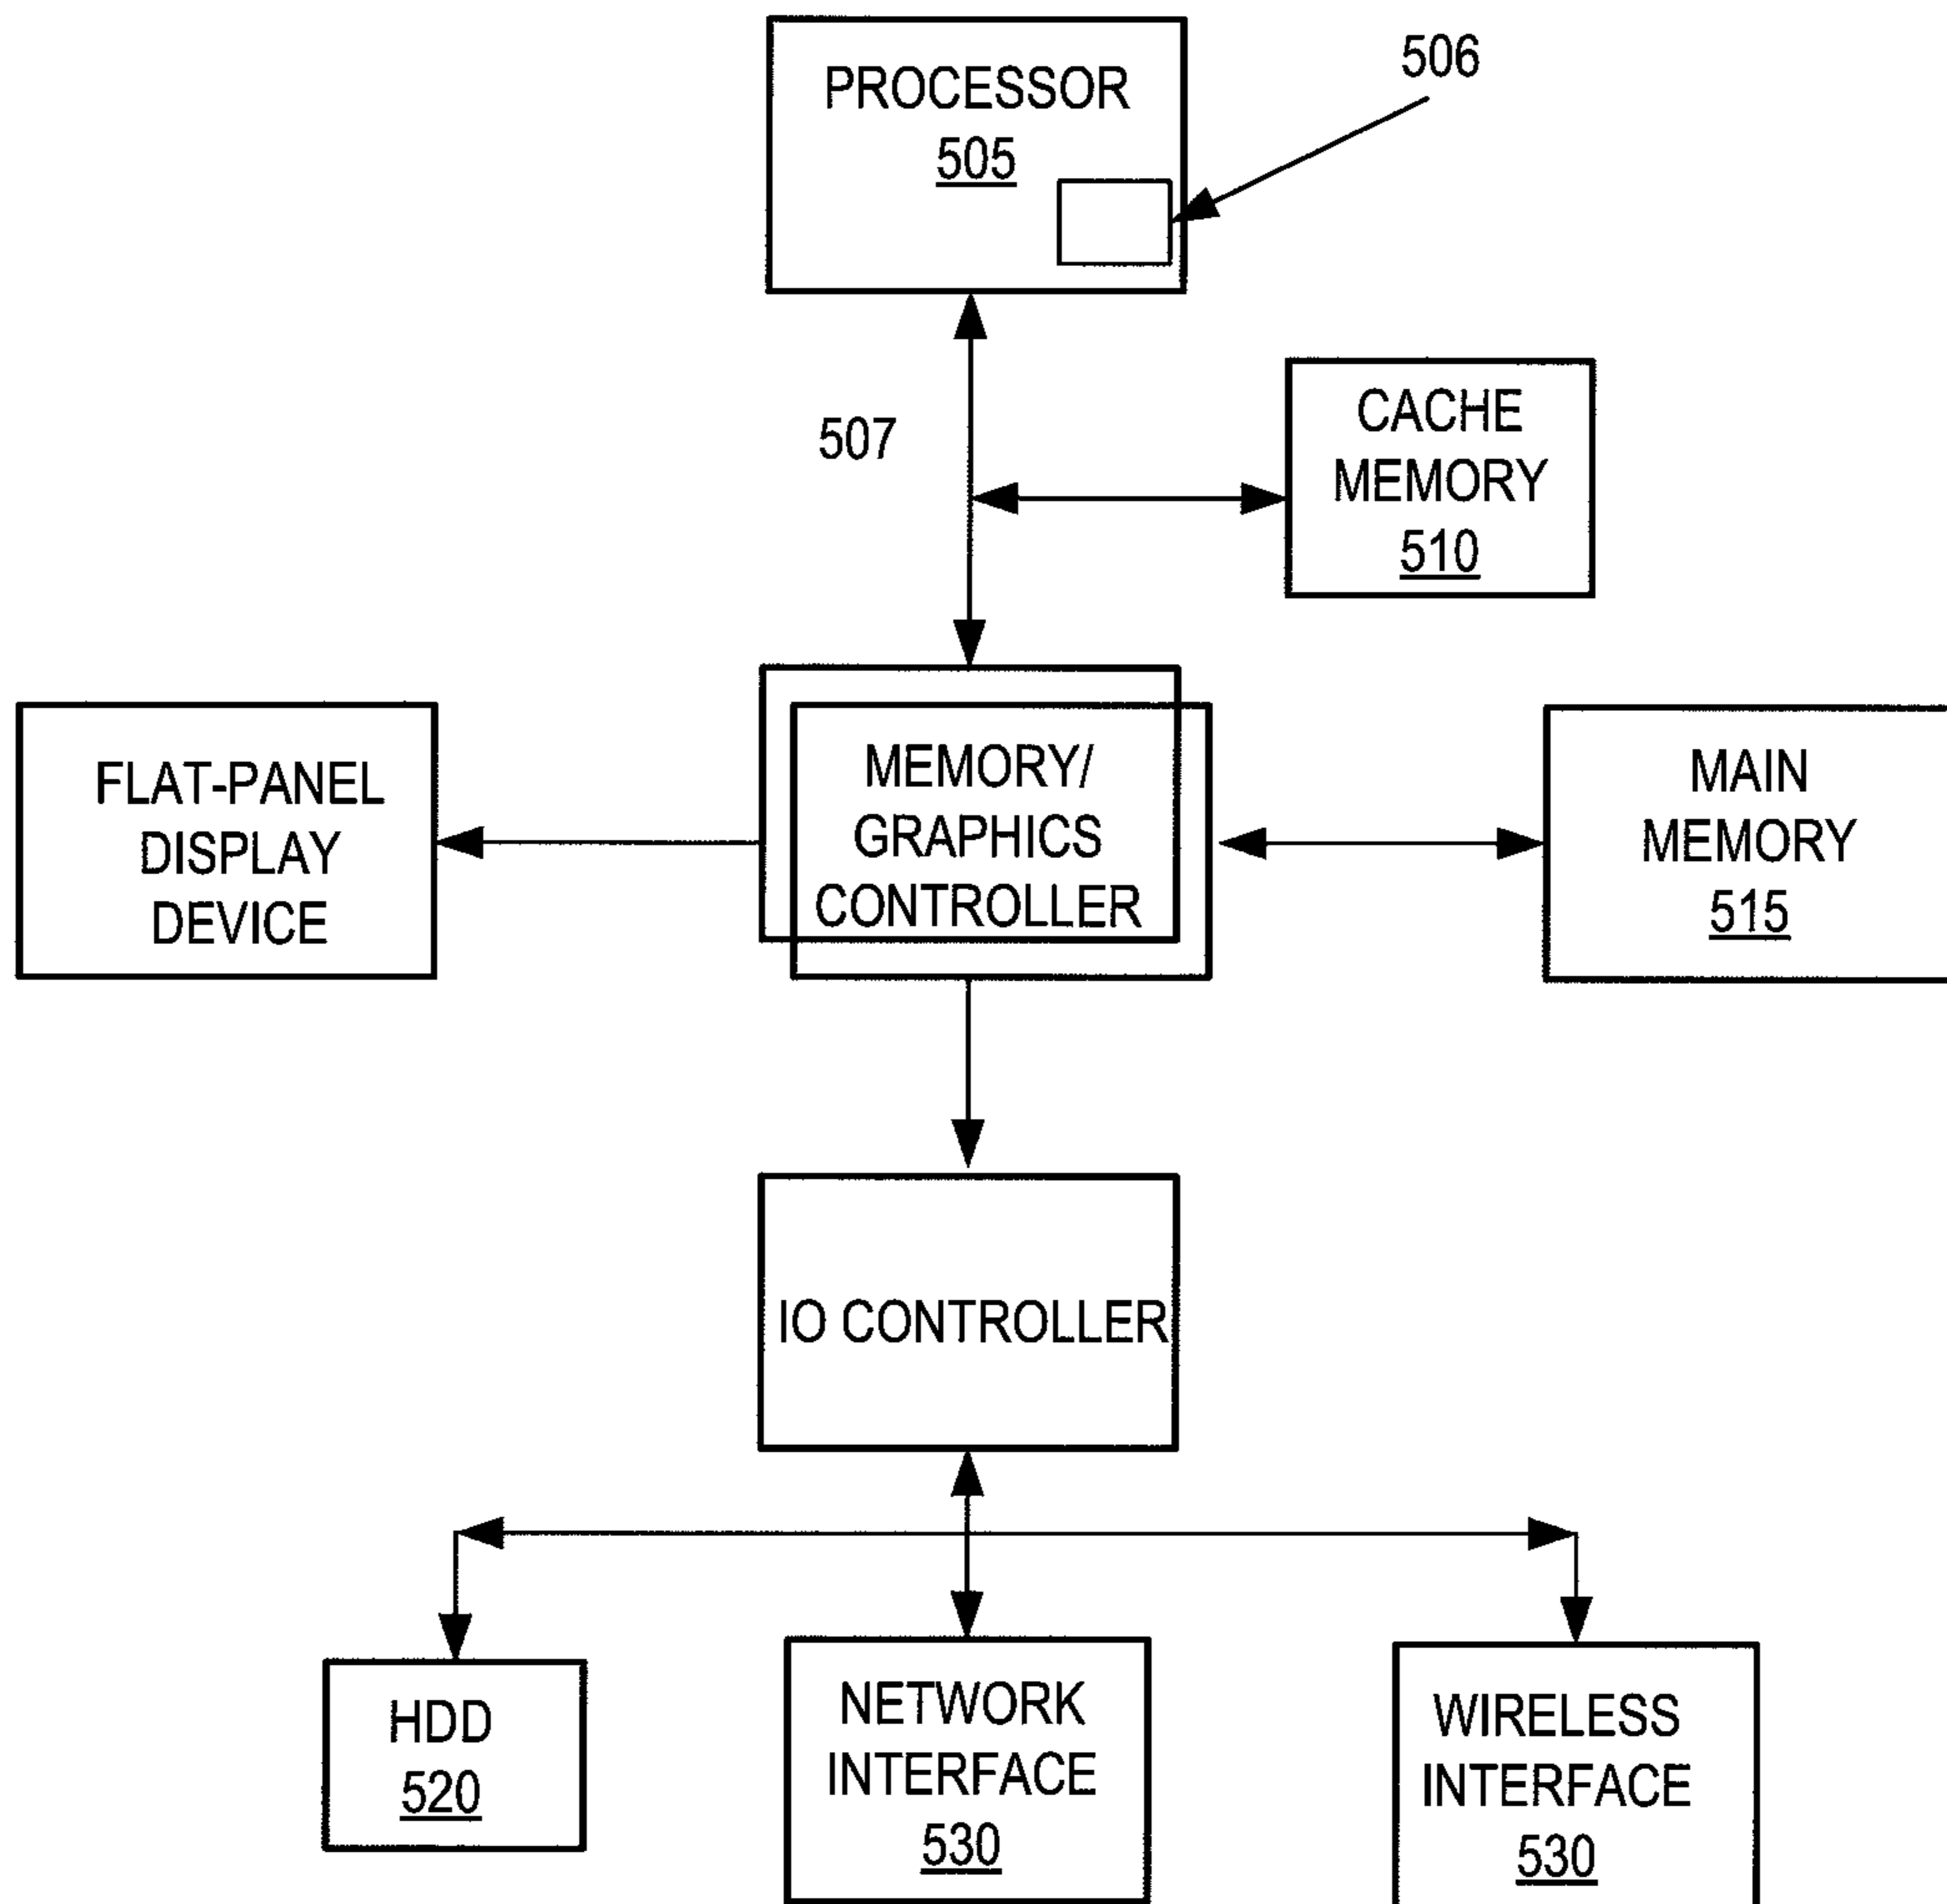 PROCESSOR
505
506
507
CACHE
MEMORY
510
FLAT-PANEL
DISPLAY
DEVICE
MEMORY/
GRAPHICS
CONTROLLER
MAIN
MEMORY
515
IO CONTROLLER
HDD
520
NETWORK
INTERFACE
530
WIRELESS
INTERFACE
530